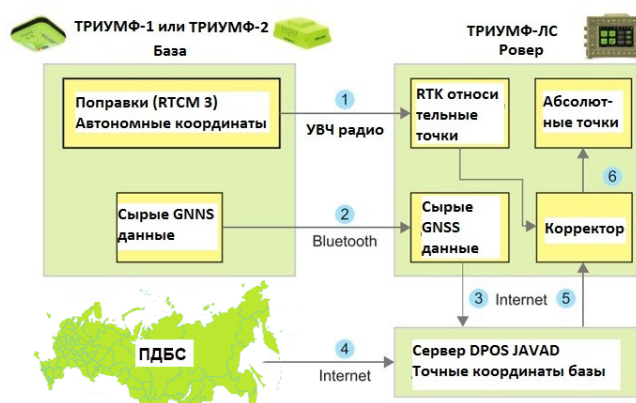 ТРИУМФ-1 или ТРИУМФ-2
База
ТРИУМФ-ЛС
Ровер
Поправки (RTCM 3)
Автономные координаты
1
УВЧ радио
RTK относи
тельные
точки
Абсолют-
ные точки
6
Сырые GNNS
данные
2
Bluetooth
Сырые
GNSS
данные
Корректор
3 Internet 5
ПДБС
4
Internet
Сервер DPOS JAVAD
Точные координаты базы